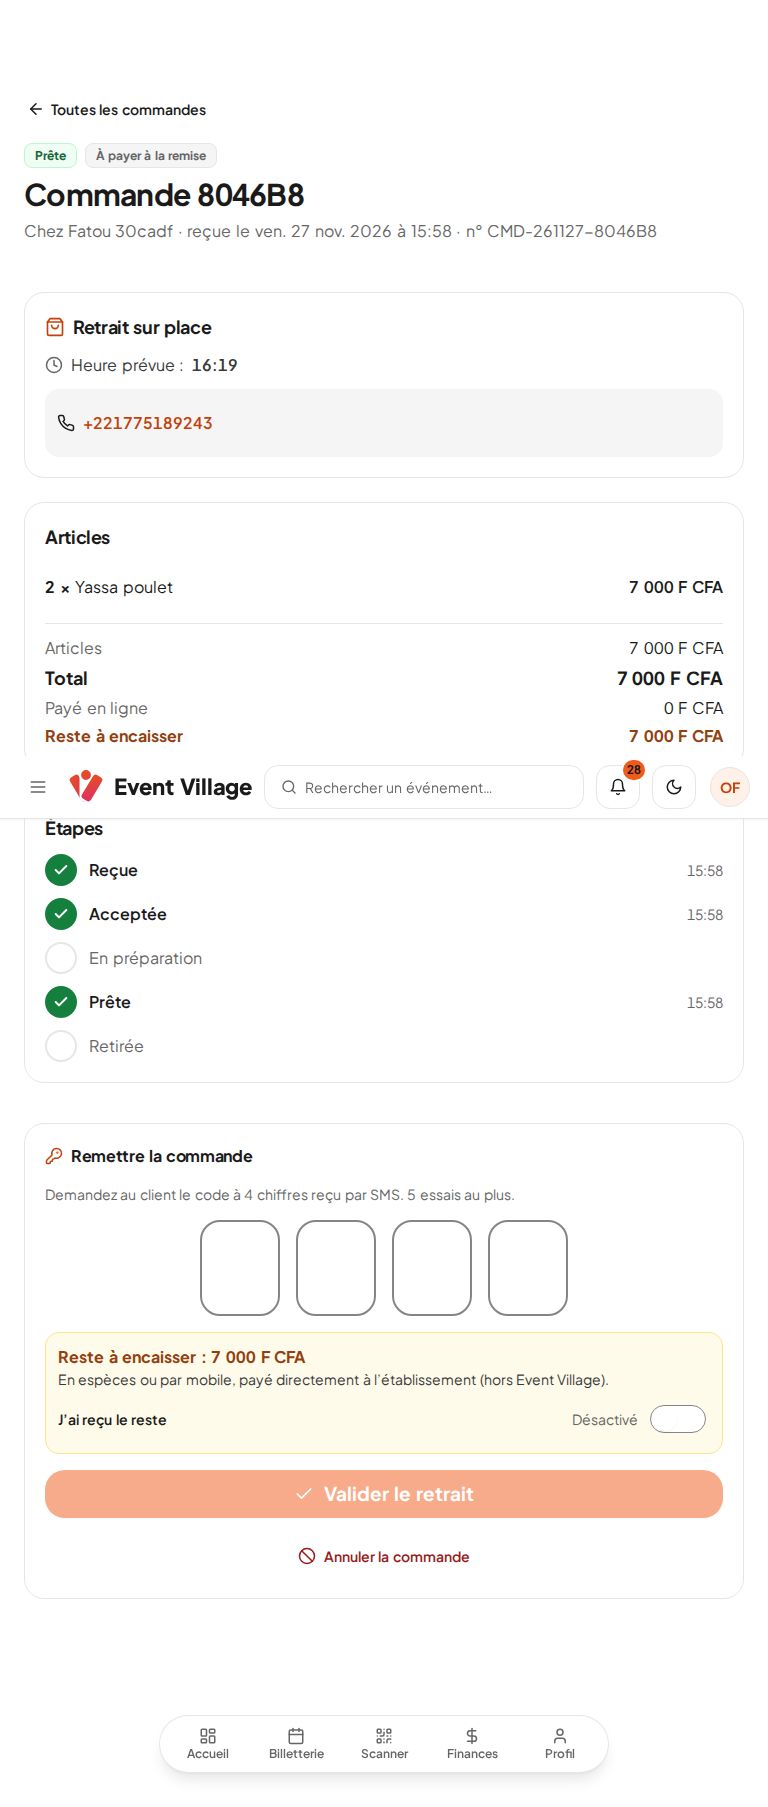 Toutes les commandes
Prête À payer à la remise
Commande 8046B8
Chez Fatou 30cadf · reçue le ven. 27 nov. 2026 à 15:58 · n° CMD-261127-8046B8
Retrait sur place
Heure prévue : 16:19
+221775189243
Articles
2 × Yassa poulet 7 000 F CFA
Articles 7 000 F CFA
Total 7 000 F CFA
Payé en ligne 0 F CFA
Reste à encaisser 7 000 F CFA
Event Village Rechercher un événement... 28 OF
Étapes
Reçue 15:58
Acceptée 15:58
En préparation
Prête 15:58
Retirée
Remettre la commande
Demandez au client le code à 4 chiffres reçu par SMS. 5 essais au plus.
Reste à encaisser : 7 000 F CFA
En espèces ou par mobile, payé directement à l'établissement (hors Event Village).
J'ai reçu le reste Désactivé
Valider le retrait
Annuler la commande
Accueil Billetterie Scanner Finances Profil